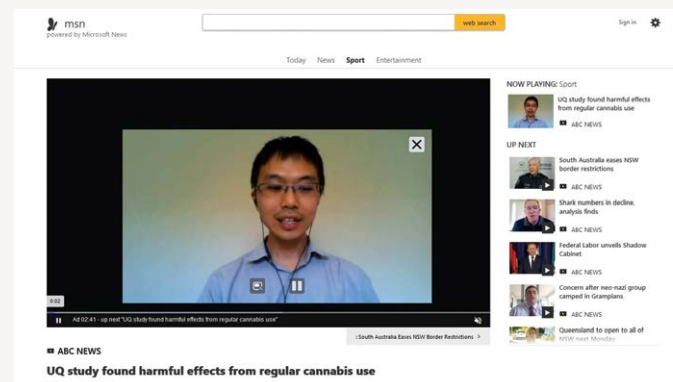 msn
powered by Microsoft News
web search
Sign in
Today News Sport Entertainment
NOW PLAYING: Sport
UQ study found harmful effects
from regular cannabis use
ABC NEWS
UP NEXT
South Australia eases NSW
border restrictions
ABC NEWS
Shark numbers in decline,
analysis finds
ABC NEWS
Federal Labor unveils Shadow
Cabinet
ABC NEWS
Concern after neo-nazi group
camped in Grampians
ABC NEWS
Queensland to open to all of
NSW next Monday
0:02
Ad 02:41 - up next "UQ study found harmful effects from regular cannabis use"
:South Australia Eases NSW Border Restrictions >
ABC NEWS
UQ study found harmful effects from regular cannabis use